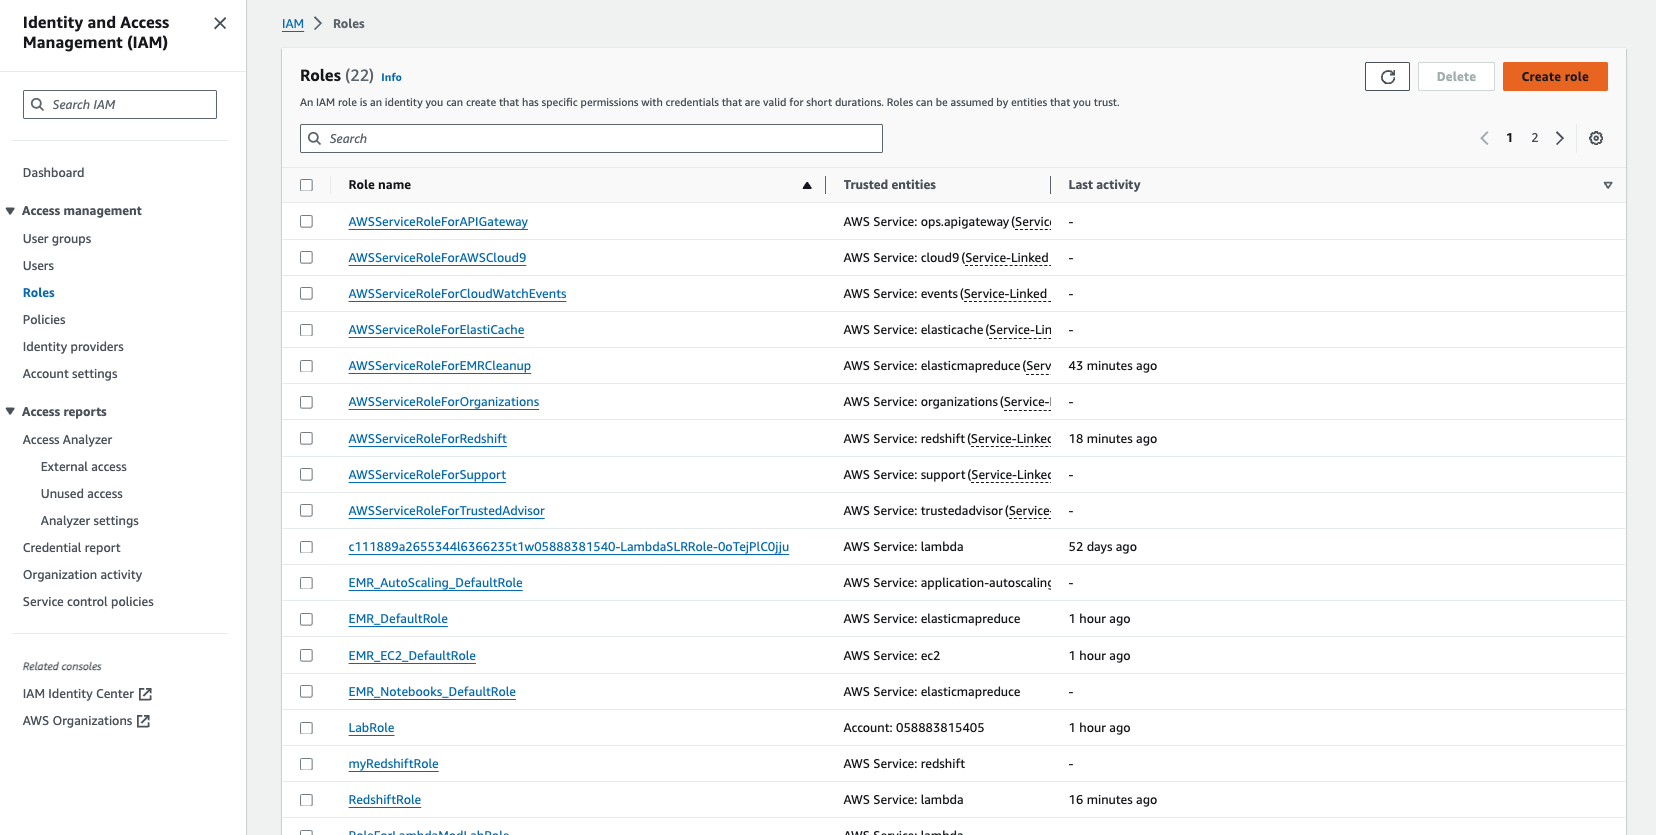 Identity and Access
Management (IAM)
Search IAM
Dashboard
Access management
User groups
Users
Roles
Policies
Identity providers
Account settings
Access reports
Access Analyzer
External access
Unused access
Analyzer settings
Credential report
Organization activity
Service control policies
Related consoles
IAM Identity Center
AWS Organizations
IAM > Roles
Roles (22) Info
Delete Create role
An IAM role is an identity you can create that has specific permissions with credentials that are valid for short durations. Roles can be assumed by entities that you trust.
Search
1 2
Role name Trusted entities Last activity
AWSServiceRoleForAPIGateway AWS Service: ops.apigateway (Servic -
AWSServiceRoleForAWSCloud9 AWS Service: cloud9 (Service-Linked -
AWSServiceRoleForCloudWatchEvents AWS Service: events (Service-Linked -
AWSServiceRoleForElastiCache AWS Service: elasticache (Service-Lin -
AWSServiceRoleForEMRCleanup AWS Service: elasticmapreduce (Serv 43 minutes ago
AWSServiceRoleForOrganizations AWS Service: organizations (Service- -
AWSServiceRoleForRedshift AWS Service: redshift (Service-Linked 18 minutes ago
AWSServiceRoleForSupport AWS Service: support (Service-Linked -
AWSServiceRoleForTrustedAdvisor AWS Service: trustedadvisor (Service- -
c111889a2655344l6366235t1w05888381540-LambdaSLRRole-0oTejPlC0jju AWS Service: lambda 52 days ago
EMR_AutoScaling_DefaultRole AWS Service: application-autoscaling -
EMR_DefaultRole AWS Service: elasticmapreduce 1 hour ago
EMR_EC2_DefaultRole AWS Service: ec2 1 hour ago
EMR_Notebooks_DefaultRole AWS Service: elasticmapreduce -
LabRole Account: 058883815405 1 hour ago
myRedshiftRole AWS Service: redshift -
RedshiftRole AWS Service: lambda 16 minutes ago
RoleForLambdaModLabRole AWS Service: lambda